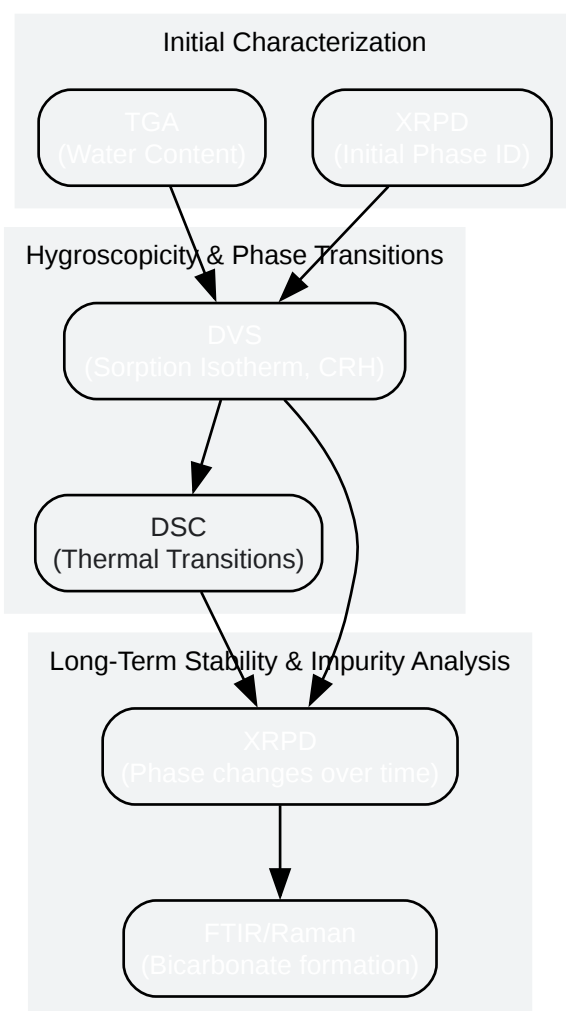 Initial Characterization
TGA
(Water Content)
XRPD
(Initial Phase ID)
Hygroscopicity & Phase Transitions
DVS
(Sorption Isotherm, CRH)
DSC
(Thermal Transitions)
Long-Term Stability & Impurity Analysis
XRPD
(Phase changes over time)
FTIR/Raman
(Bicarbonate formation)